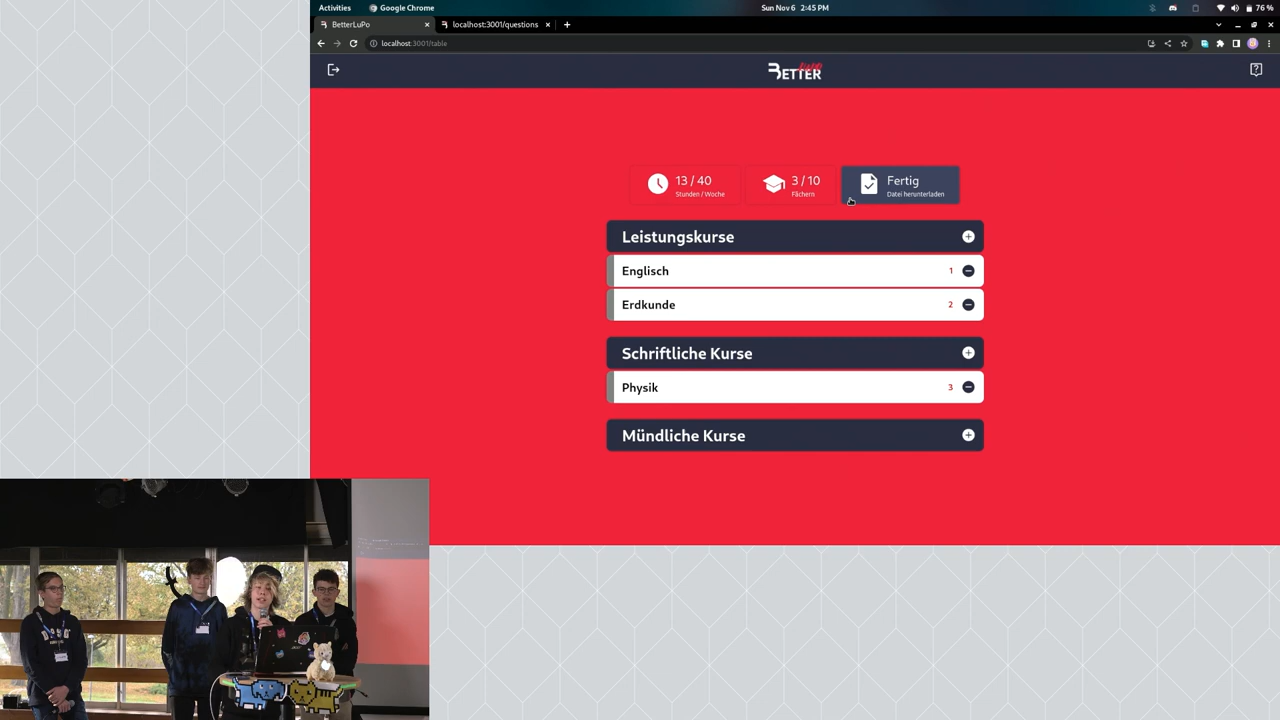 Activities
Google Chrome
Sun Nov 6 2:45 PM
76 %
BetterLuPo
localhost:3001/questions
localhost:3001/table
BETTER
13 / 40
Stunden / Woche
3 / 10
Fächern
Fertig
Datei herunterladen
Leistungskurse
Englisch
1
Erdkunde
2
Schriftliche Kurse
Physik
3
Mündliche Kurse